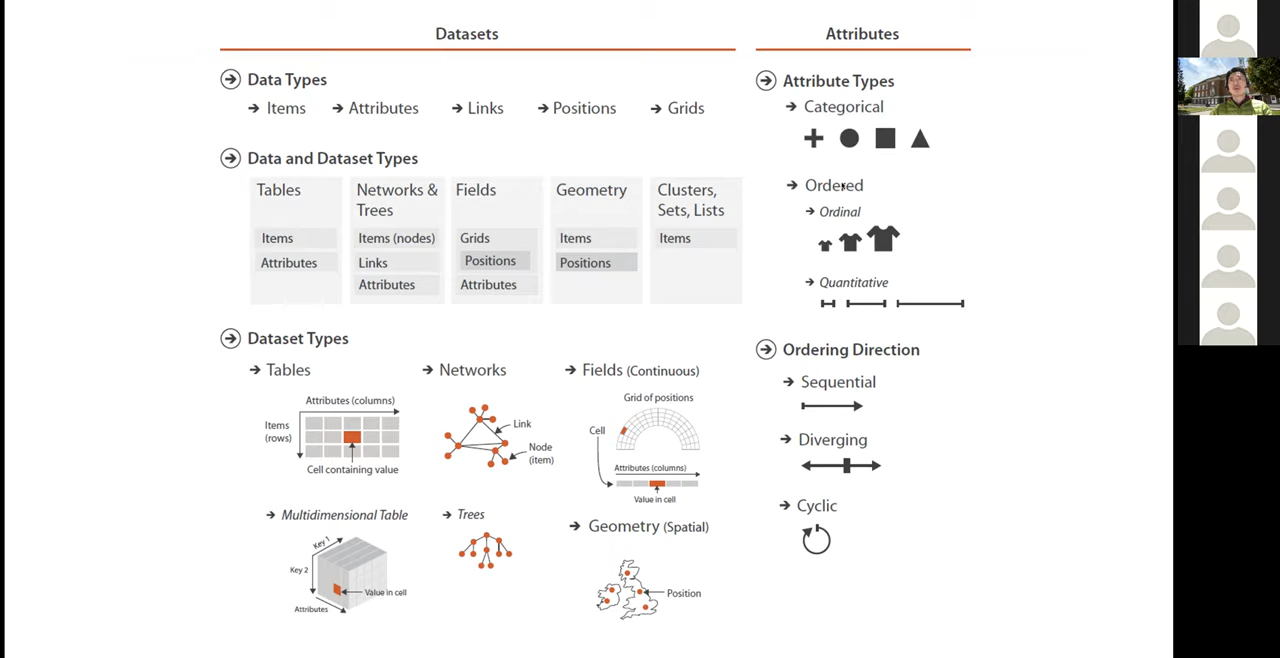 Datasets
Data Types
Items
Attributes
Links
Positions
Grids
Data and Dataset Types
Tables
Items
Attributes
Networks &
Trees
Items (nodes)
Links
Attributes
Fields
Grids
Positions
Attributes
Geometry
Items
Positions
Clusters,
Sets, Lists
Items
Dataset Types
Tables
Attributes (columns)
Items
(rows)
Cell containing value
Networks
Link
Node
(item)
Fields (Continuous)
Grid of positions
Cell
Attributes (columns)
Value in cell
Multidimensional Table
Key 1
Key 2
Value in cell
Attributes
Trees
Geometry (Spatial)
Position
Attributes
Attribute Types
Categorical
Ordered
Ordinal
Quantitative
Ordering Direction
Sequential
Diverging
Cyclic